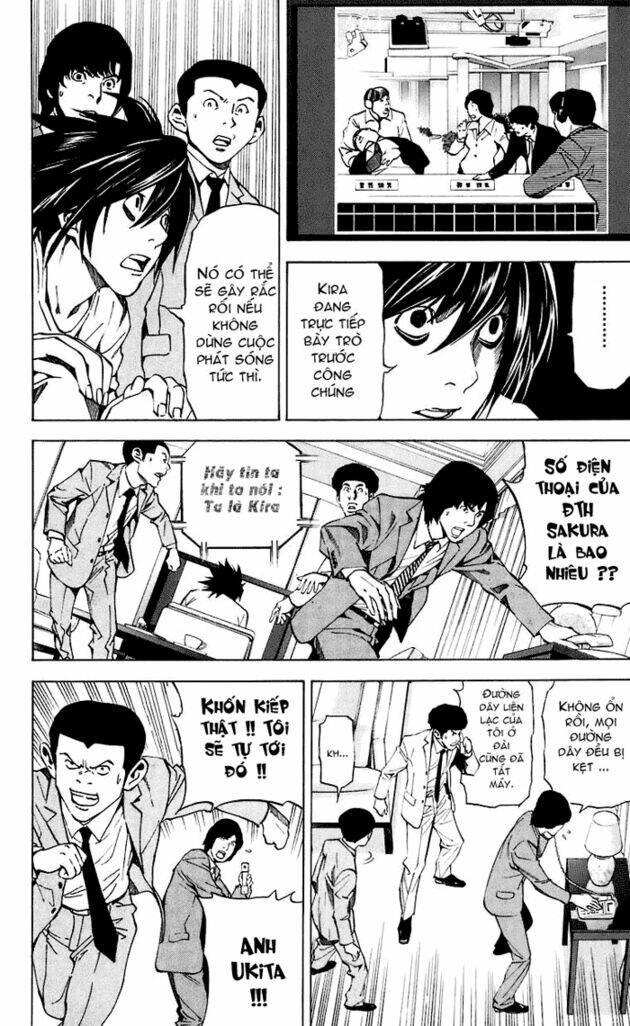 ........
KIRA
ĐANG
TRỰC TIẾP
BÀY TRÒ
TRƯỚC
CÔNG
CHÚNG
NÓ CÓ THỂ
SẼ GÂY RẮC
RỐI NẾU
KHÔNG
DỪNG CUỘC
PHÁT SÓNG
TỨC THÌ.
SỐ ĐIỆN
THOẠI CỦA
ĐTH
SAKURA
LÀ BAO
NHIÊU ??
Hãy tin ta
khi ta nói :
Ta là Kira
KHÔNG ỔN
RỒI, MỌI
ĐƯỜNG
DÂY ĐỀU BỊ
KẸT ...
ĐƯỜNG
DÂY LIÊN
LẠC CỦA
TÔI Ở
ĐÀI
CŨNG ĐÃ
TẮT
MÁY.
KH...
KHỐN KIẾP
THẬT !! TÔI
SẼ TỰ TỚI
ĐÓ !!
ANH
UKITA
!!!